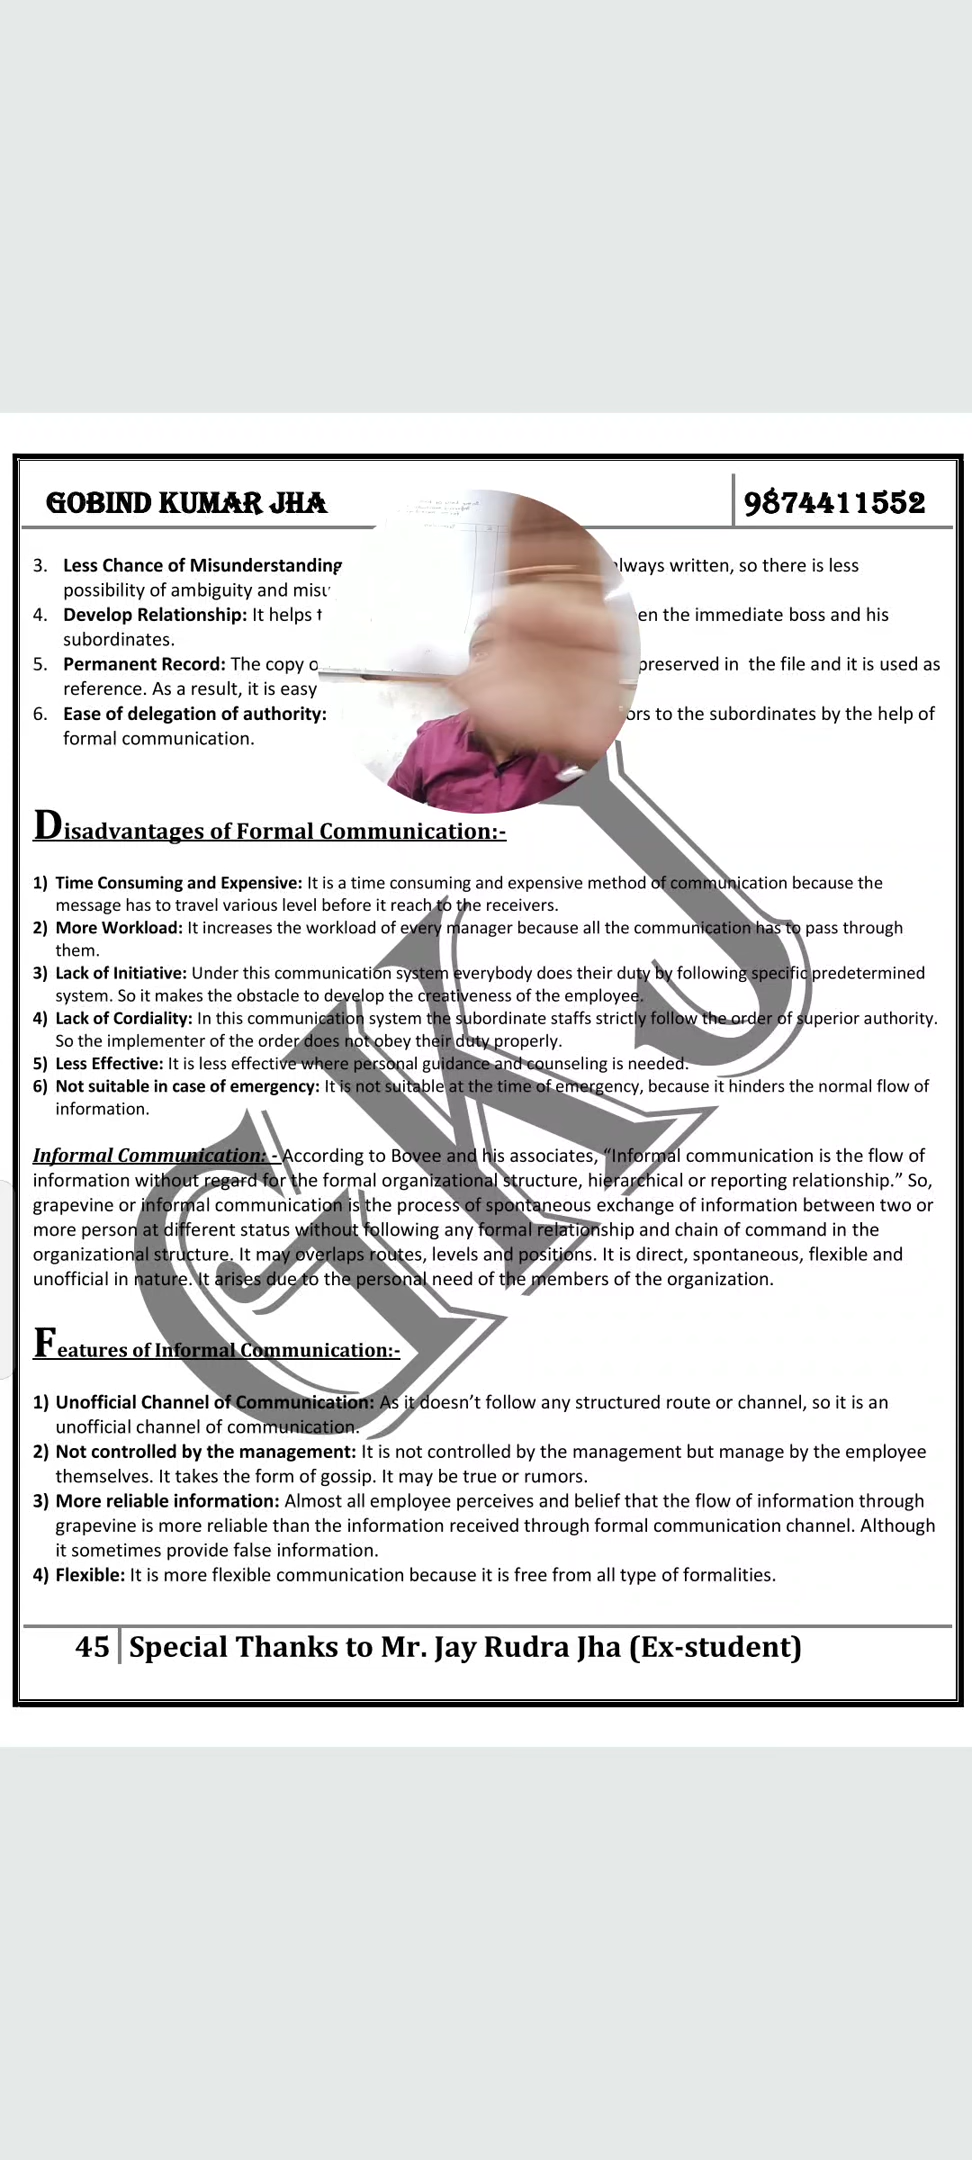 GOBIND KUMAR JHA
9874411552
3. Less Chance of Misunderstanding always written, so there is less
possibility of ambiguity and
4. Develop Relationship: It helps the immediate boss and his
subordinates.
5. Permanent Record: The copy preserved in the file and it is used as
reference. As a result, it is easy
6. Ease of delegation of authority: to the subordinates by the help of
formal communication.
Disadvantages of Formal Communication:-
1) Time Consuming and Expensive: It is a time consuming and expensive method of communication because the
message has to travel various level before it reach to the receivers.
2) More Workload: It increases the workload of every manager because all the communication has to pass through
them.
3) Lack of Initiative: Under this communication system everybody does their duty by following specific predetermined
system. So it makes the obstacle to develop the creativeness of the employee.
4) Lack of Cordiality: In this communication system the subordinate staffs strictly follow the order of superior authority.
So the implementer of the order does not obey their duty properly.
5) Less Effective: It is less effective where personal guidance and counseling is needed.
6) Not suitable in case of emergency: It is not suitable at the time of emergency, because it hinders the normal flow of
information.
Informal Communication: - According to Bovee and his associates, “Informal communication is the flow of
information without regard for the formal organizational structure, hierarchical or reporting relationship.” So,
grapevine or informal communication is the process of spontaneous exchange of information between two or
more person at different status without following any formal relationship and chain of command in the
organizational structure. It may overlaps routes, levels and positions. It is direct, spontaneous, flexible and
unofficial in nature. It arises due to the personal need of the members of the organization.
Features of Informal Communication:-
1) Unofficial Channel of Communication: As it doesn’t follow any structured route or channel, so it is an
unofficial channel of communication.
2) Not controlled by the management: It is not controlled by the management but manage by the employee
themselves. It takes the form of gossip. It may be true or rumors.
3) More reliable information: Almost all employee perceives and belief that the flow of information through
grapevine is more reliable than the information received through formal communication channel. Although
it sometimes provide false information.
4) Flexible: It is more flexible communication because it is free from all type of formalities.
GKJ
45 Special Thanks to Mr. Jay Rudra Jha (Ex-student)